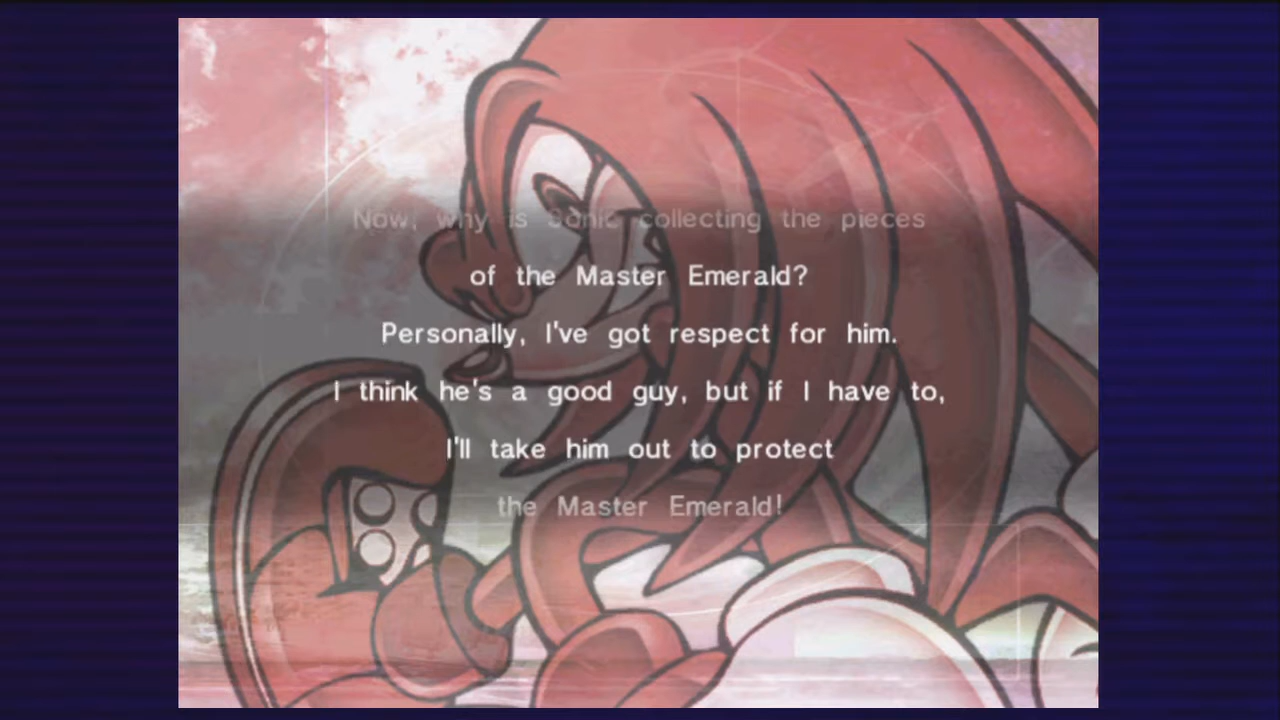 Now, why is Sonic collecting the pieces
of the Master Emerald?
Personally, I've got respect for him.
I think he's a good guy, but if I have to,
I'll take him out to protect
the Master Emerald!